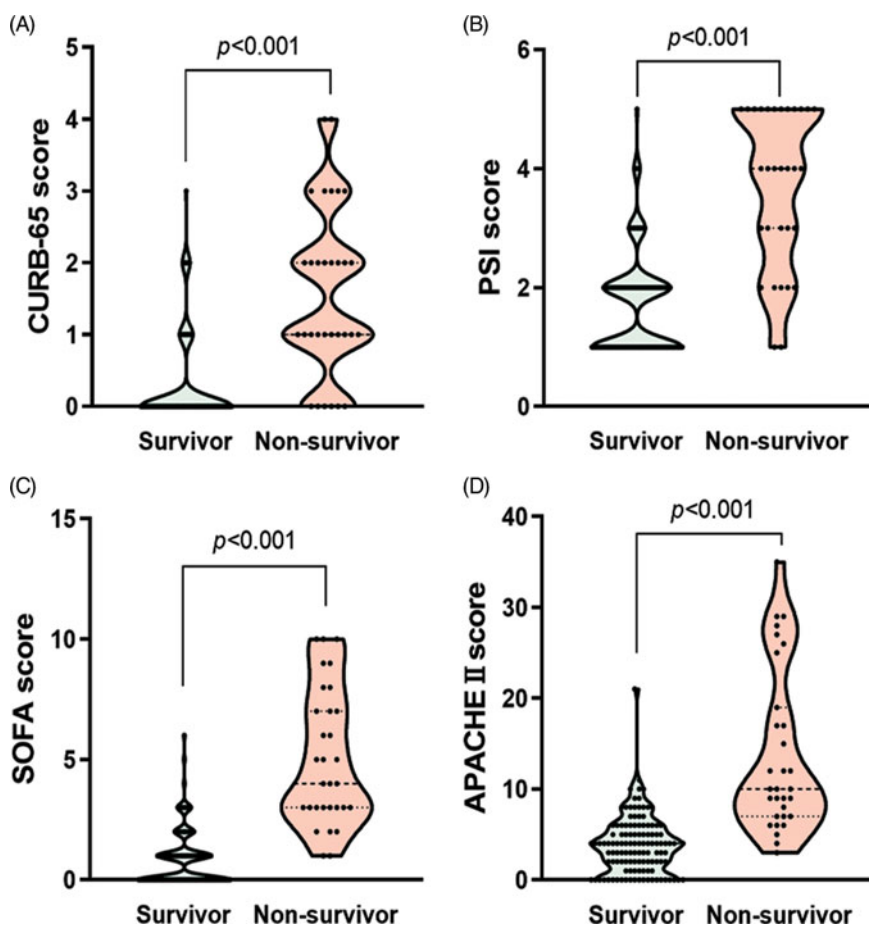 (A)
p<0.001
CURB-65 score
5
4
3
2
1
0
Survivor Non-survivor
(B)
p<0.001
PSI score
6
4
2
0
Survivor Non-survivor
(C)
p<0.001
SOFA score
15
10
5
0
Survivor Non-survivor
(D)
p<0.001
APACHE II score
40
30
20
10
0
Survivor Non-survivor